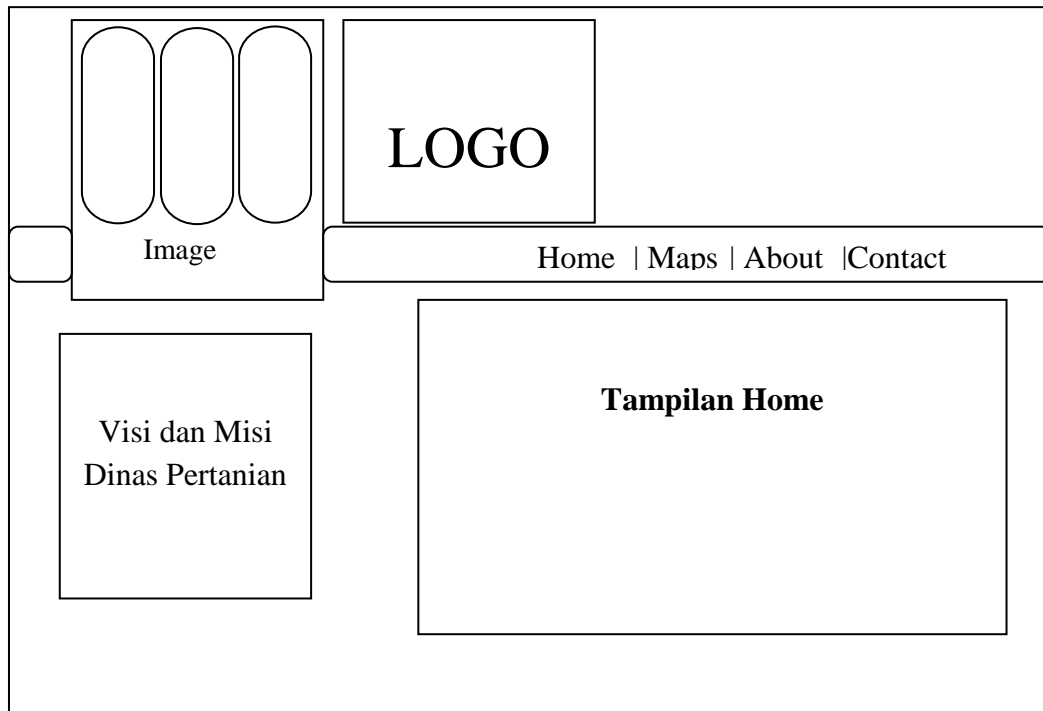 LOGO
Image
Home | Maps | About |Contact
Visi dan Misi
Dinas Pertanian
Tampilan Home